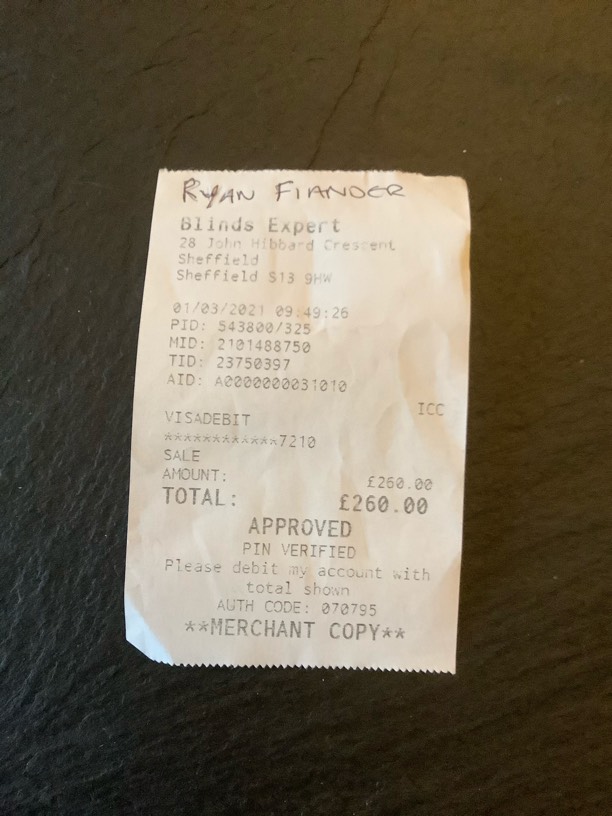 RYAN FIANDER
Blinds Expert
28 John Hibbard Crescent
Sheffield
Sheffield S13 9HW
01/03/2021 09:49:26
PID: 543800/325
MID: 2101488750
TID: 23750397
AID: A0000000031010
ICC
VISADEBIT
************7210
SALE
AMOUNT: £260.00
TOTAL: £260.00
APPROVED
PIN VERIFIED
Please debit my account with
total shown
AUTH CODE: 070795
**MERCHANT COPY**